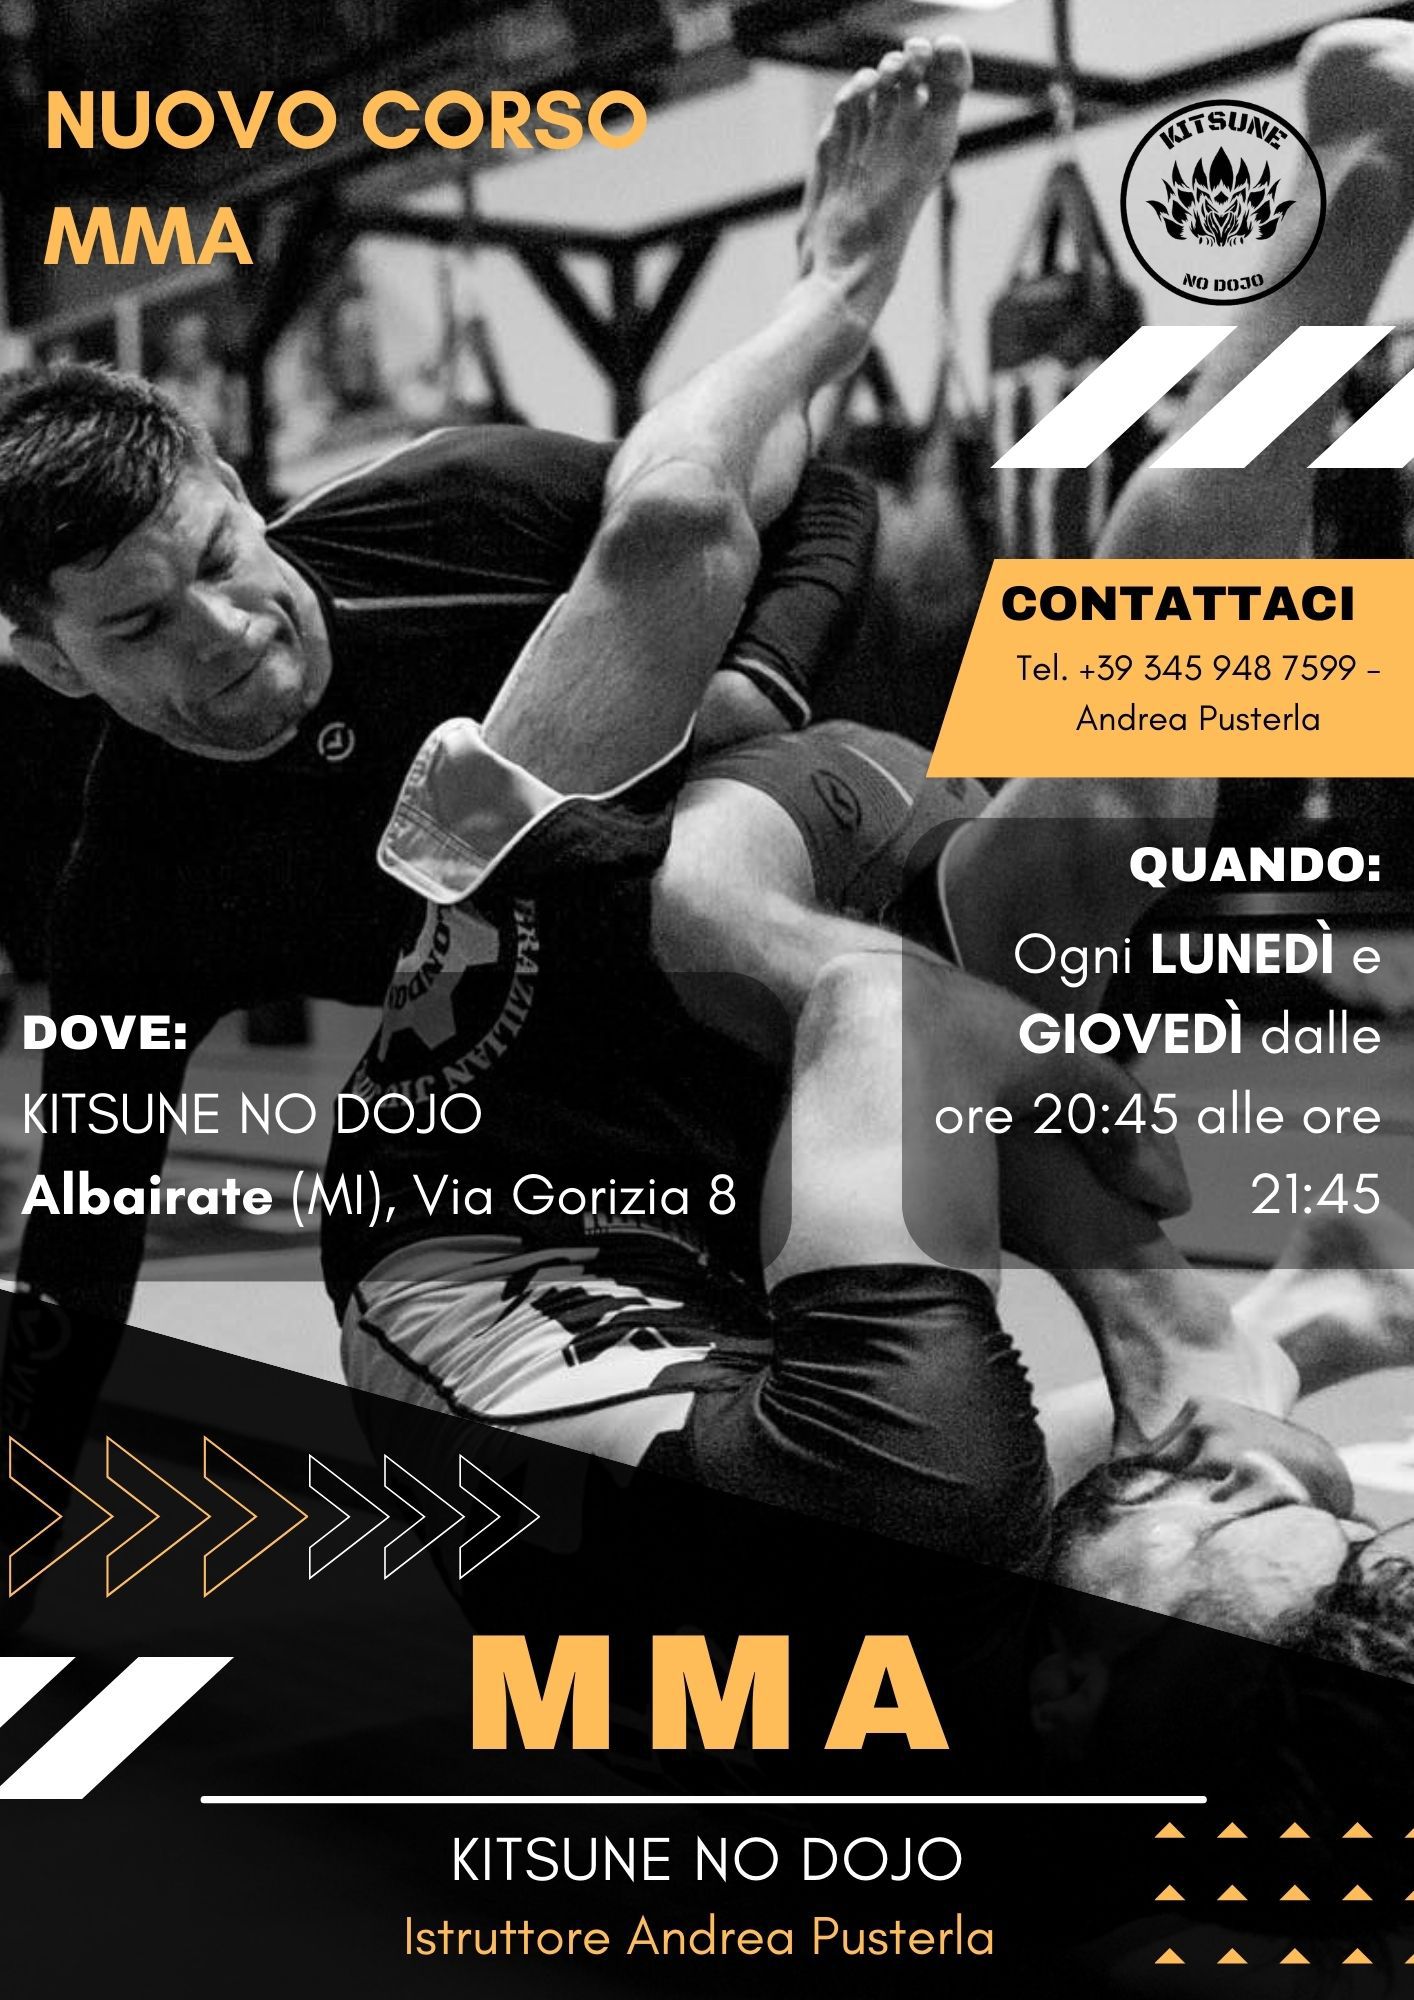 NUOVO CORSO
MMA
KITSUNE
NO DOJO
CONTATTACI
Tel. +39 345 948 7599 -
Andrea Pusterla
QUANDO:
Ogni LUNEDÌ e
GIOVEDÌ dalle
ore 20:45 alle ore
21:45
LONDON
BRAZILIAN
DOVE:
KITSUNE NO DOJO
Albairate (MI), Via Gorizia 8
MMA
KITSUNE NO DOJO
Istruttore Andrea Pusterla